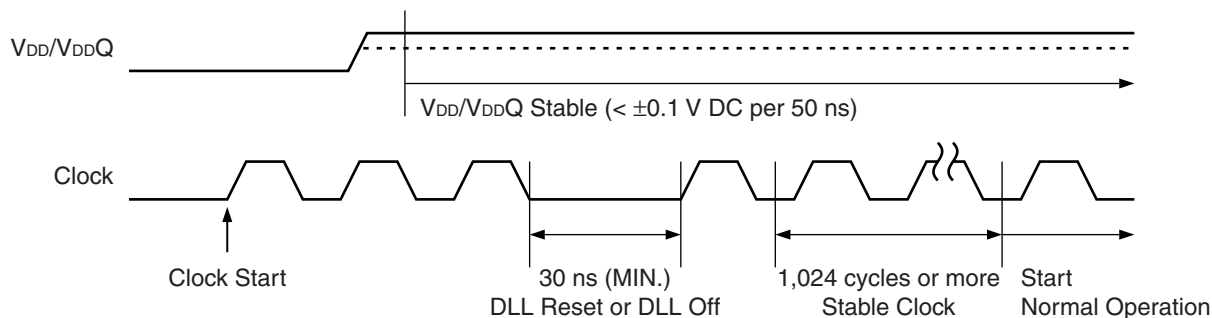 VDD/VDDQ
VDD/VDDQ Stable (< ±0.1 V DC per 50 ns)
Clock
Clock Start
30 ns (MIN.)
DLL Reset or DLL Off
1,024 cycles or more
Stable Clock
Start
Normal Operation